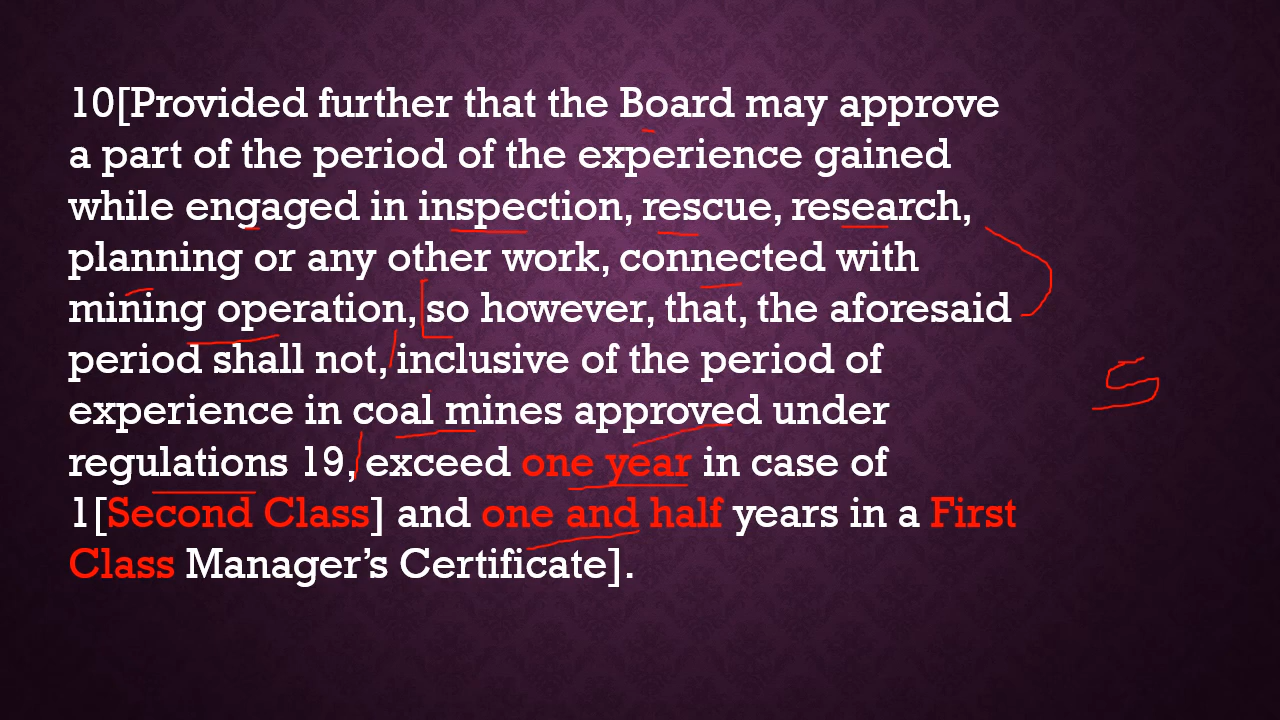 10[Provided further that the Board may approve
a part of the period of the experience gained
while engaged in inspection, rescue, research,
planning or any other work, connected with
mining operation, so however, that, the aforesaid
period shall not, inclusive of the period of
experience in coal mines approved under
regulations 19, exceed one year in case of
1[Second Class] and one and half years in a First
Class Manager’s Certificate].